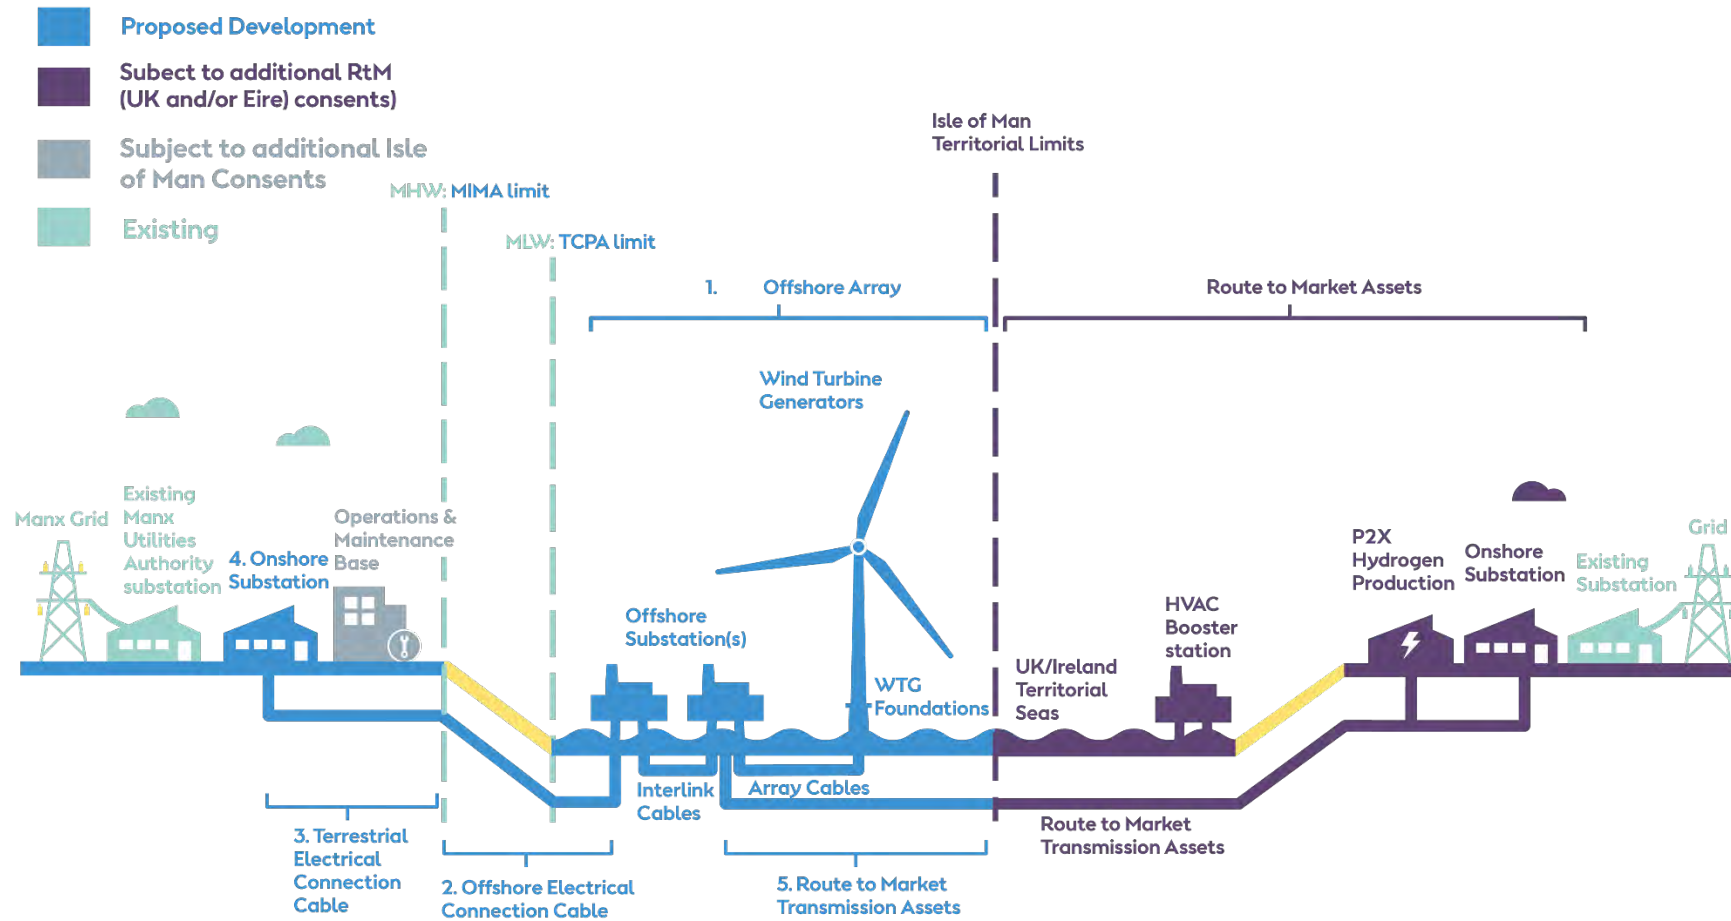 Proposed Development
Subect to additional RtM
(UK and/or Eire) consents)
Subject to additional Isle
of Man Consents
Existing
MHW: MIMA limit
MLW: TCPA limit
Isle of Man
Territorial Limits
1. Offshore Array
Route to Market Assets
Wind Turbine
Generators
Manx Grid
Existing
Manx
Utilities
Authority
substation
4. Onshore
Substation
Operations &
Maintenance
Base
Offshore
Substation(s)
WTG
Foundations
UK/Ireland
Territorial
Seas
HVAC
Booster
station
P2X
Hydrogen
Production
Onshore
Substation
Existing
Substation
Grid
Interlink
Cables
Array Cables
Route to Market
Transmission Assets
3. Terrestrial
Electrical
Connection
Cable
2. Offshore Electrical
Connection Cable
5. Route to Market
Transmission Assets